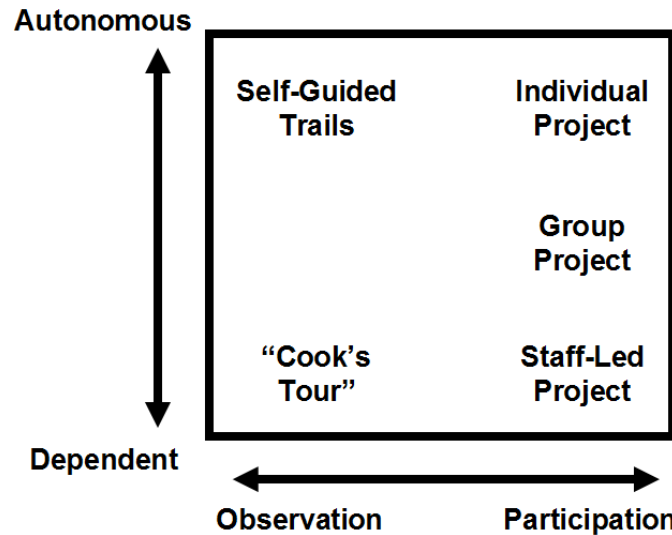 Autonomous
Self-Guided
Trails
Individual
Project
Group
Project
“Cook’s
Tour”
Staff-Led
Project
Dependent
Observation
Participation